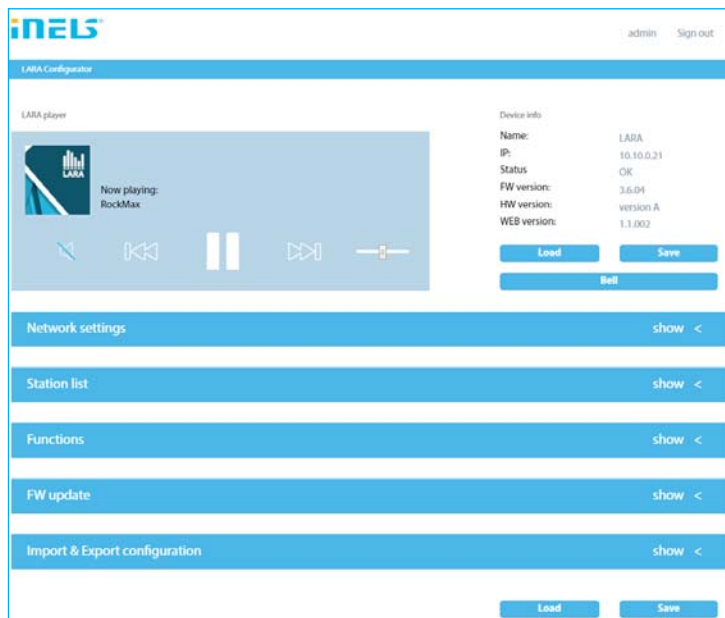 iNELS
admin Sign out
LARA Configurator
LARA player
LARA
Now playing:
RockMax
Device info
Name: LARA
IP: 10.10.0.21
Status OK
FW version: 3.6.04
HW version: version A
WEB version: 1.1.002
Load Save
Bell
Network settings show <
Station list show <
Functions show <
FW update show <
Import & Export configuration show <
Load Save